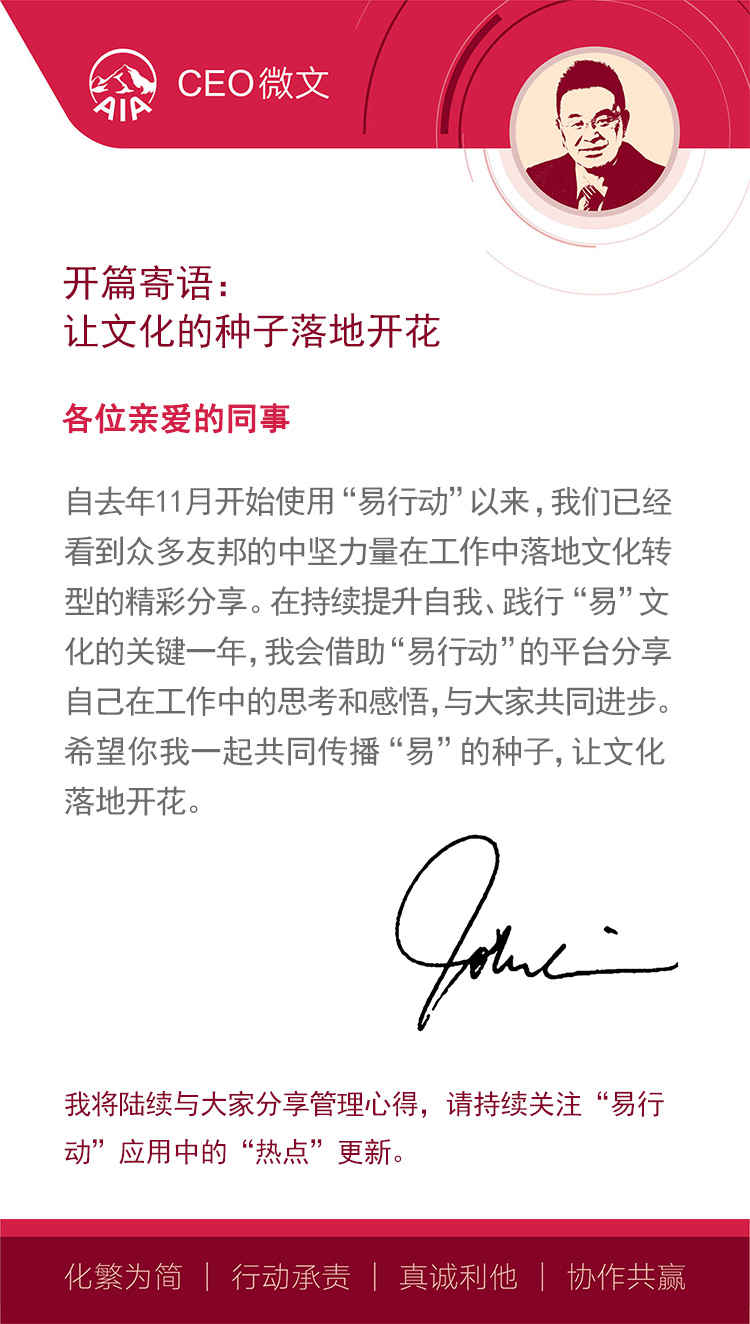 AIA
CEO微文
开篇寄语：
让文化的种子落地开花
各位亲爱的同事
自去年11月开始使用“易行动”以来，我们已经
看到众多友邦的中坚力量在工作中落地文化转
型的精彩分享。在持续提升自我、践行“易”文
化的关键一年，我会借助“易行动”的平台分享
自己在工作中的思考和感悟，与大家共同进步。
希望你我一起共同传播“易”的种子，让文化
落地开花。
我将陆续与大家分享管理心得，请持续关注“易行
动”应用中的“热点”更新。
化繁为简 | 行动承责 | 真诚利他 | 协作共赢